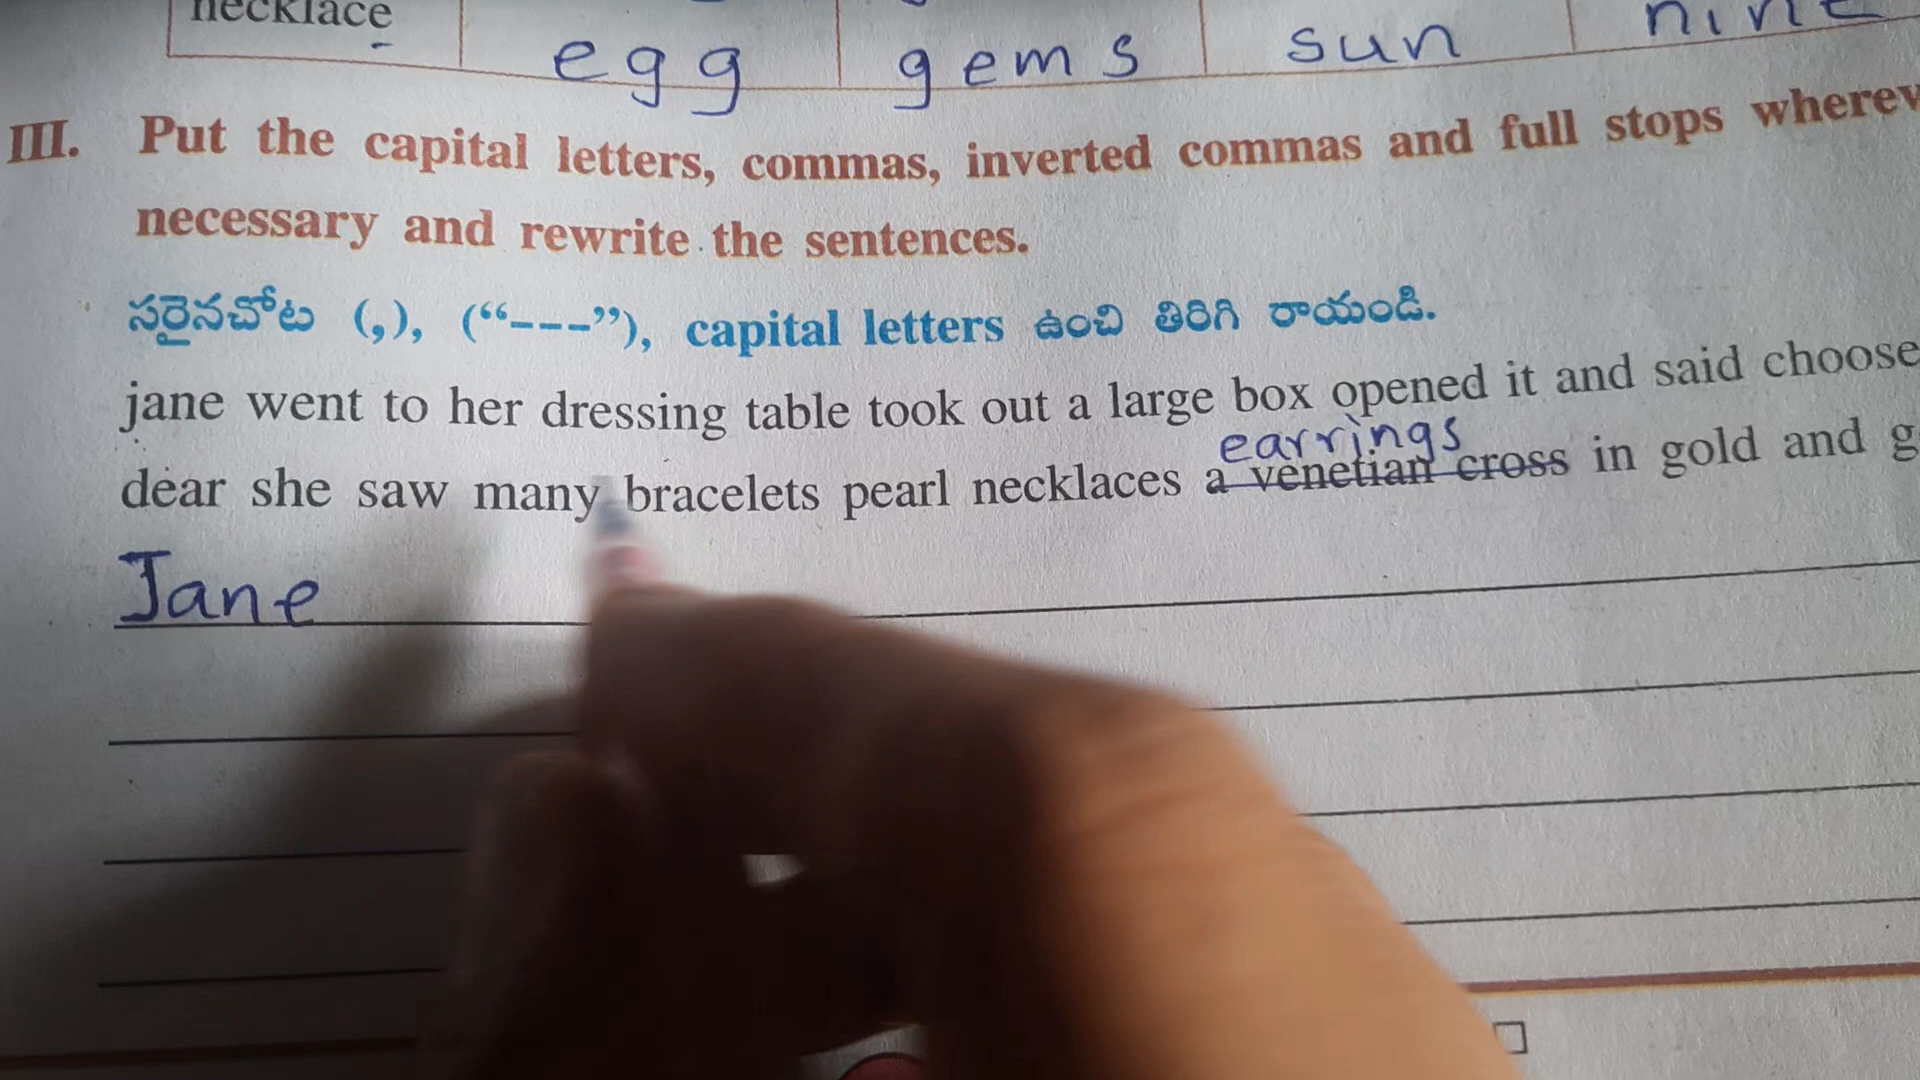 necklace
egg gems sun nine
III. Put the capital letters, commas, inverted commas and full stops
necessary and rewrite the sentences.
సరైనచోట (,), (“---”), capital letters ఉంచి తిరిగి రాయండి.
jane went to her dressing table took out a large box opened it and said choose
earrings
dear she saw many bracelets pearl necklaces a venetian cross in gold and
Jane